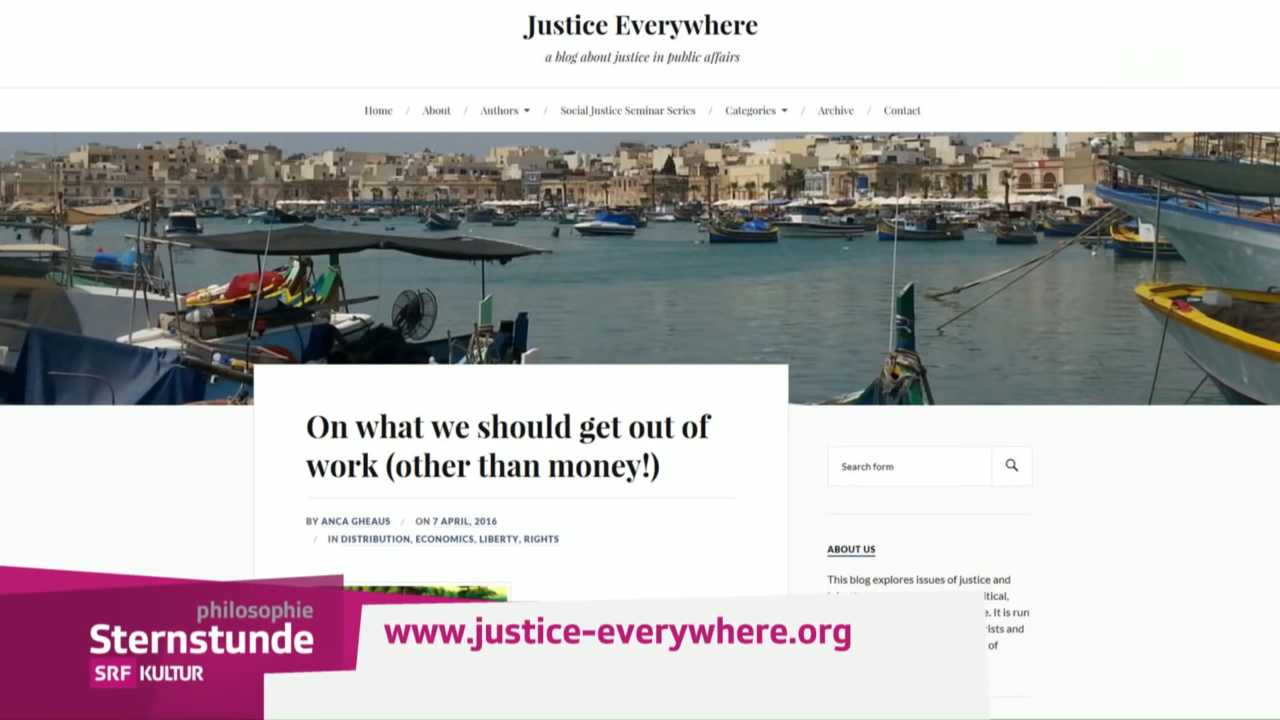 Justice Everywhere
a blog about justice in public affairs
Home / About / Authors / Social Justice Seminar Series / Categories / Archive / Contact
On what we should get out of
work (other than money!)
BY ANCA GHEAUS / ON 7 APRIL, 2016
/ IN DISTRIBUTION, ECONOMICS, LIBERTY, RIGHTS
Search form
ABOUT US
This blog explores issues of justice and
It is run
and
of
philosophie
Sternstunde
SRF KULTUR
www.justice-everywhere.org